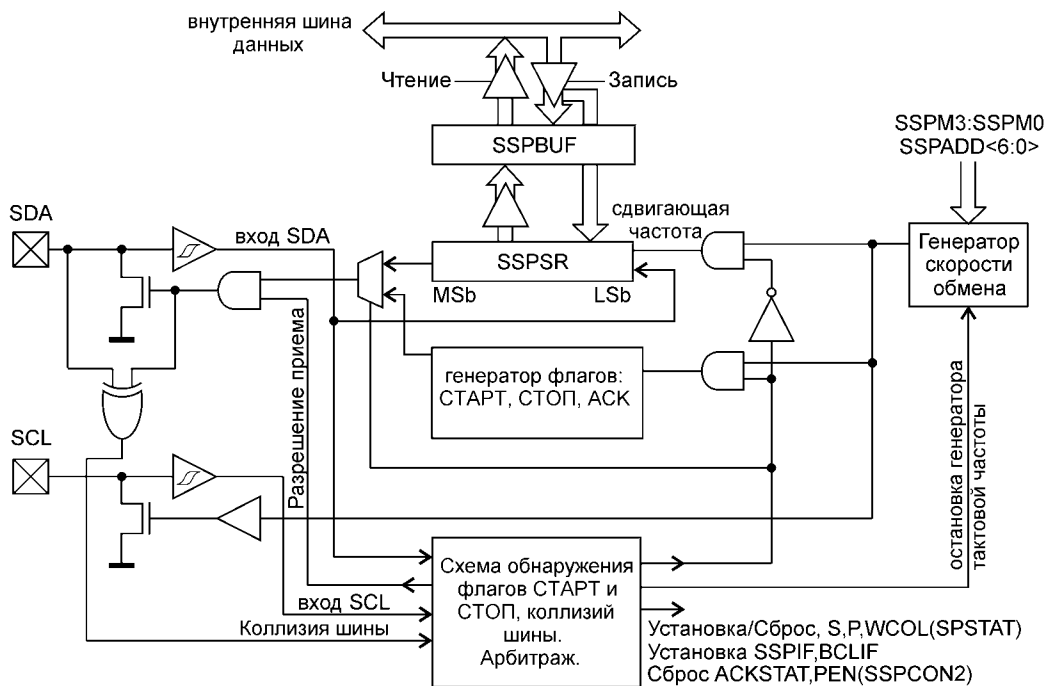 внутренняя шина
данных
Чтение
Запись
SSPBUF
SSPM3:SSPM0
SSPADD<6:0>
SDA
вход SDA
сдвигающая
частота
SSPSR
MSb
LSb
Генератор
скорости
обмена
генератор флагов:
СТАРТ, СТОП, ACK
Разрешение приема
остановка генератора
тактовой частоты
SCL
вход SCL
Коллизия шины
Схема обнаружения
флагов СТАРТ и
СТОП, коллизий
шины.
Арбитраж.
Установка/Сброс, S,P,WCOL(SPSTAT)
Установка SSPIF,BCLIF
Сброс ACKSTAT,PEN(SSPCON2)